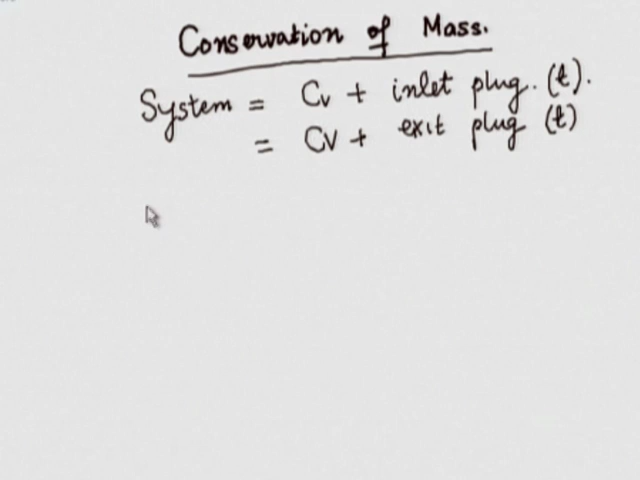 Conservation of Mass.
System = Cv + inlet plug. (t).
= CV + exit plug (t)